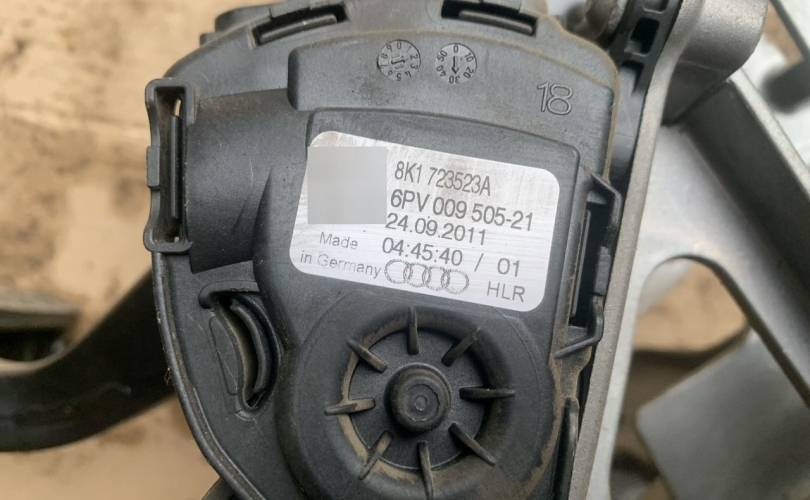 18
8K1 723523A
6PV 009 505-21
24.09.2011
Made 04:45:40 / 01
in Germany HLR